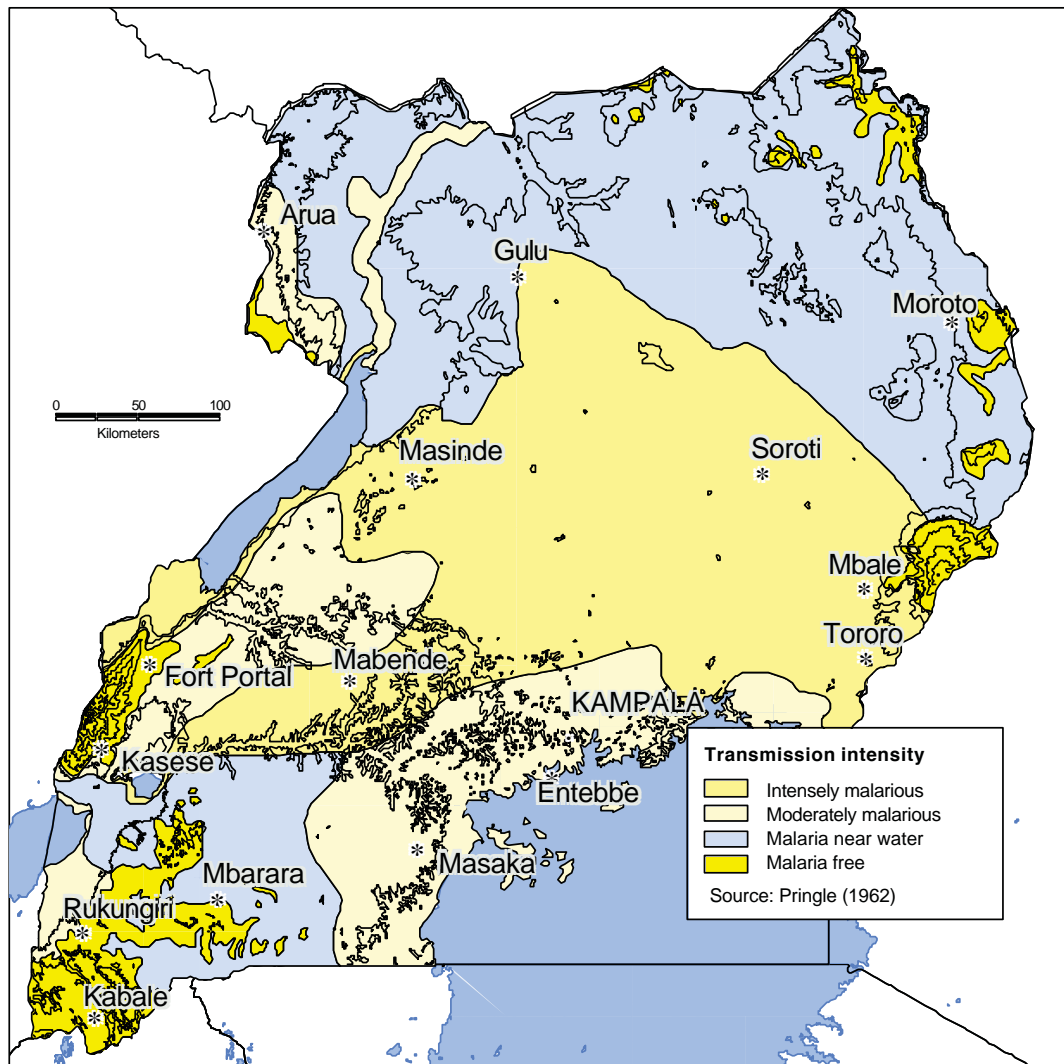 Arua
Gulu
Moroto
0 50 100
Kilometers
Masinde
Soroti
Mbale
Tororo
Fort Portal
Mabende
KAMPALA
Kasese
Entebbe
Masaka
Mbarara
Rukungiri
Kabale
Transmission intensity
Intensely malarious
Moderately malarious
Malaria near water
Malaria free
Source: Pringle (1962)